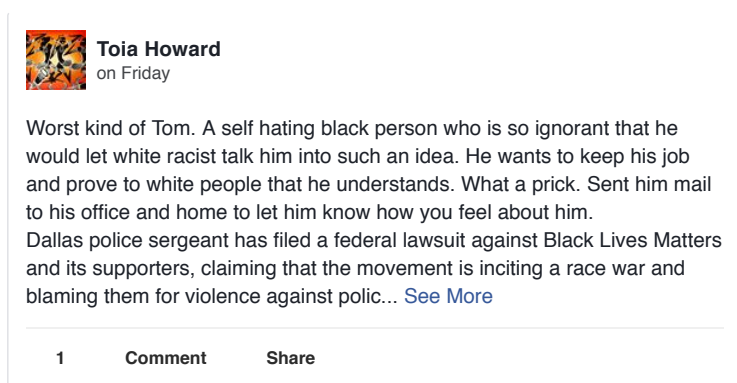 Toia Howard
on Friday
Worst kind of Tom. A self hating black person who is so ignorant that he
would let white racist talk him into such an idea. He wants to keep his job
and prove to white people that he understands. What a prick. Sent him mail
to his office and home to let him know how you feel about him.
Dallas police sergeant has filed a federal lawsuit against Black Lives Matters
and its supporters, claiming that the movement is inciting a race war and
blaming them for violence against polic... See More
1 Comment Share